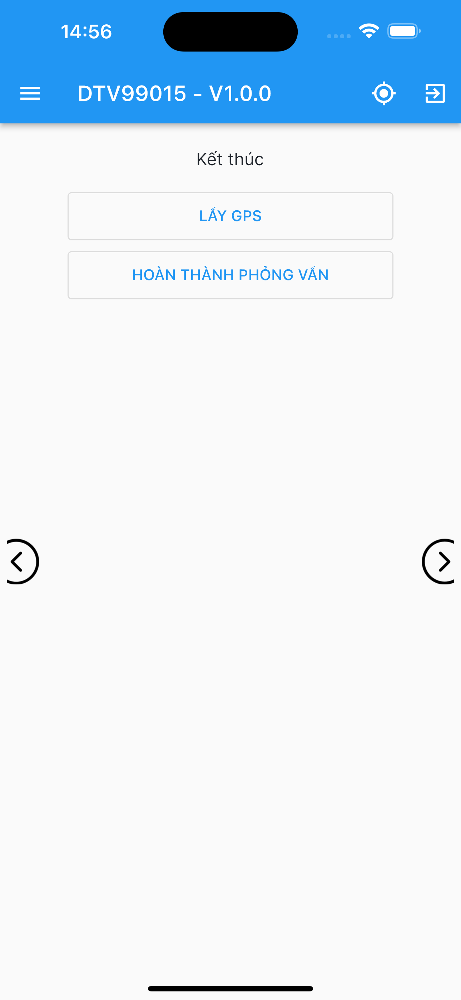 14:56
DTV99015 - V1.0.0
Kết thúc
LẤY GPS
HOÀN THÀNH PHỎNG VẤN